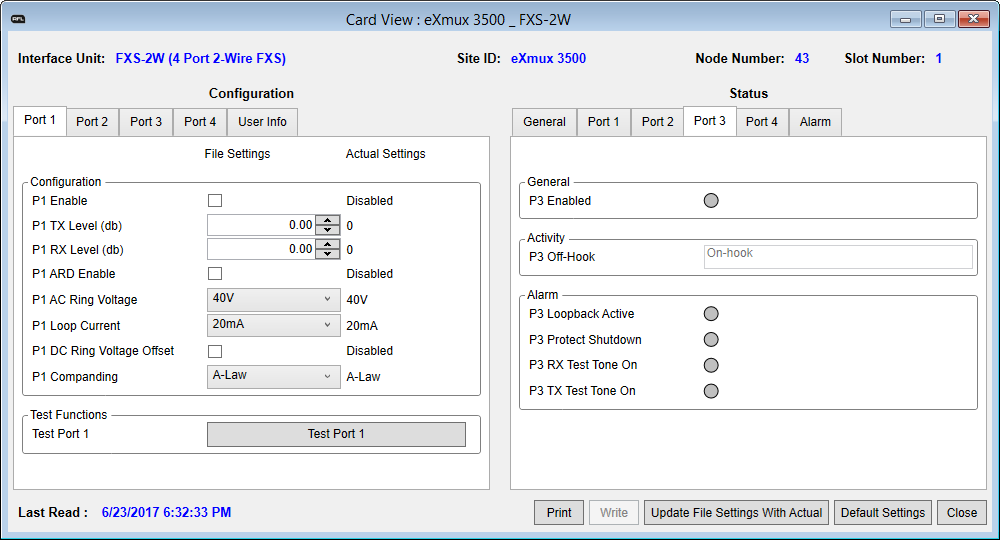 RFL Card View : eXmux 3500 _ FXS-2W
Interface Unit: FXS-2W (4 Port 2-Wire FXS) Site ID: eXmux 3500 Node Number: 43 Slot Number: 1
Configuration
Port 1 Port 2 Port 3 Port 4 User Info
File Settings Actual Settings
Configuration
P1 Enable Disabled
P1 TX Level (db) 0.00 0
P1 RX Level (db) 0.00 0
P1 ARD Enable Disabled
P1 AC Ring Voltage 40V 40V
P1 Loop Current 20mA 20mA
P1 DC Ring Voltage Offset Disabled
P1 Companding A-Law A-Law
Test Functions
Test Port 1 Test Port 1
Status
General Port 1 Port 2 Port 3 Port 4 Alarm
General
P3 Enabled
Activity
P3 Off-Hook On-hook
Alarm
P3 Loopback Active
P3 Protect Shutdown
P3 RX Test Tone On
P3 TX Test Tone On
Last Read : 6/23/2017 6:32:33 PM Print Write Update File Settings With Actual Default Settings Close